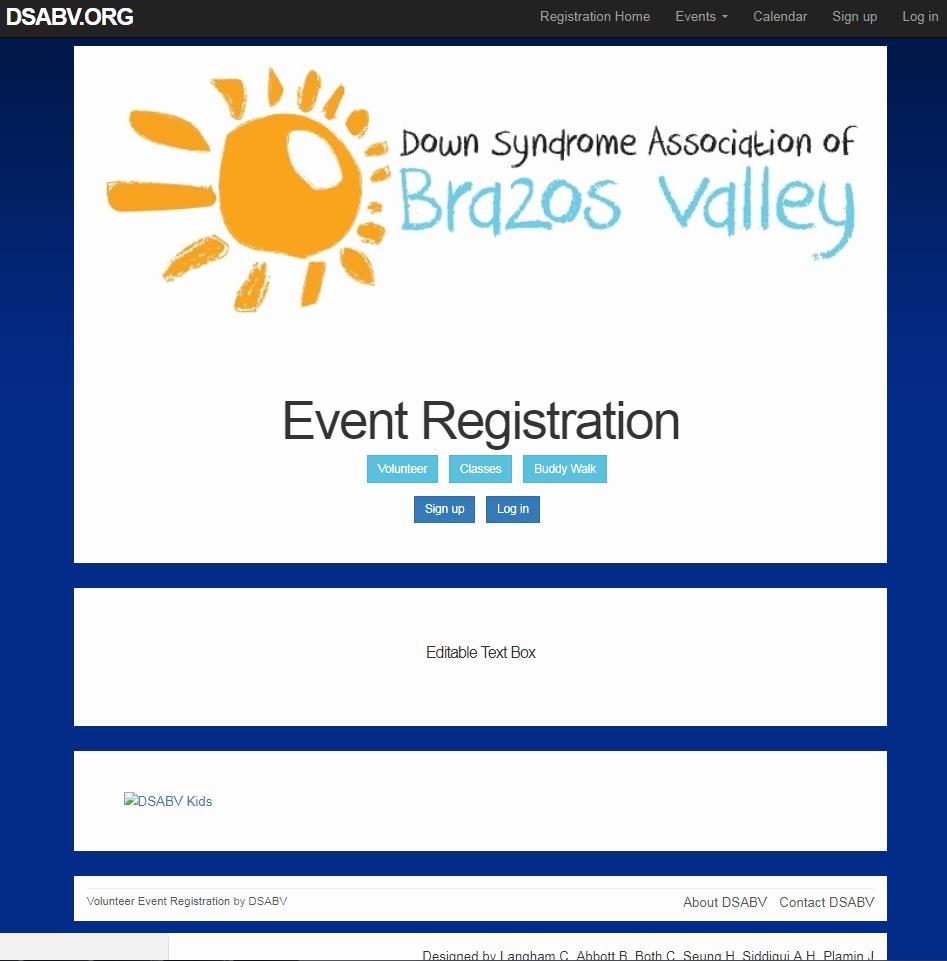 DSABV.ORG
Registration Home Events Calendar Sign up Log in
Down Syndrome Association of
Brazos Valley
Event Registration
Volunteer Classes Buddy Walk
Sign up Log in
Editable Text Box
DSABV Kids
Volunteer Event Registration by DSABV About DSABV Contact DSABV
Designed by Langham C, Abbott B, Both C, Seung H, Siddiqui A H, Plamin J